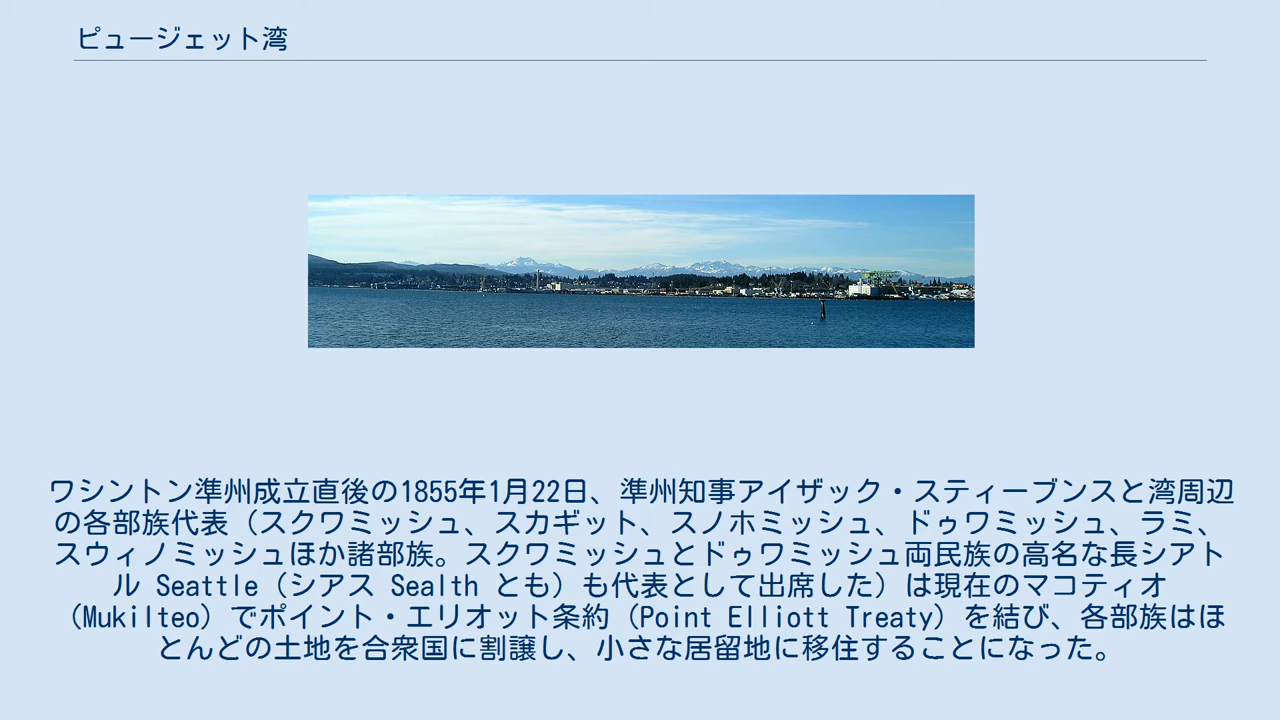 ピュージェット湾
ワシントン準州成立直後の1855年1月22日、準州知事アイザック・スティーブンスと湾周辺
の各部族代表（スクワミッシュ、スカギット、スノホミッシュ、ドゥワミッシュ、ラミ、
スウィノミッシュほか諸部族。スクワミッシュとドゥワミッシュ両民族の高名な長シアト
ル Seattle（シアス Sealth とも）も代表として出席した）は現在のマコティオ
（Mukilteo）でポイント・エリオット条約（Point Elliott Treaty）を結び、各部族はほ
とんどの土地を合衆国に割譲し、小さな居留地に移住することになった。